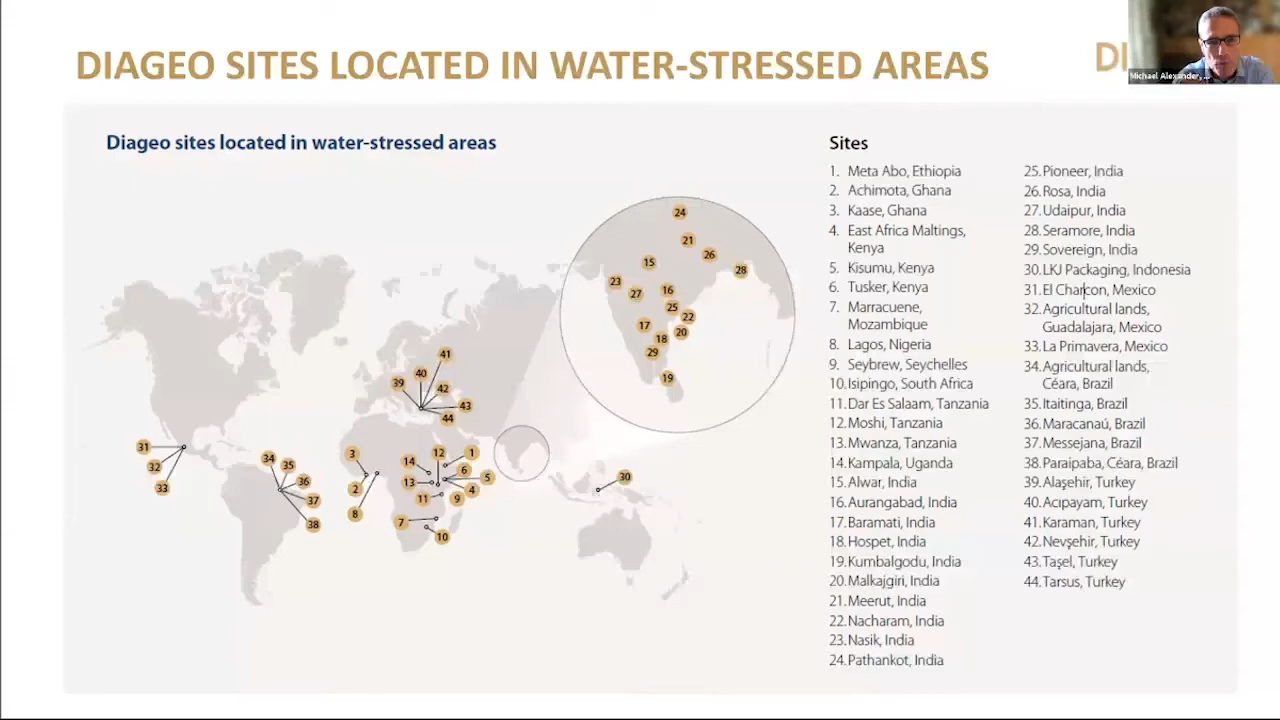 DIAGEO SITES LOCATED IN WATER-STRESSED AREAS
DI
Michael Alexander, ...
Diageo sites located in water-stressed areas
24
21
26
15
28
23
27
16
25
22
17
20
18
29
19
41
40
39
42
43
44
31
32
33
34
35
36
37
38
3
2
8
12
1
14
6
5
13
4
11
9
7
10
30
Sites
1. Meta Abo, Ethiopia
2. Achimota, Ghana
3. Kaase, Ghana
4. East Africa Maltings,
Kenya
5. Kisumu, Kenya
6. Tusker, Kenya
7. Marracuene,
Mozambique
8. Lagos, Nigeria
9. Seybrew, Seychelles
10. Isipingo, South Africa
11. Dar Es Salaam, Tanzania
12. Moshi, Tanzania
13. Mwanza, Tanzania
14. Kampala, Uganda
15. Alwar, India
16. Aurangabad, India
17. Baramati, India
18. Hospet, India
19. Kumbalgodu, India
20. Malkajgiri, India
21. Meerut, India
22. Nacharam, India
23. Nasik, India
24. Pathankot, India
25. Pioneer, India
26. Rosa, India
27. Udaipur, India
28. Seramore, India
29. Sovereign, India
30. LKJ Packaging, Indonesia
31. El Charcon, Mexico
32. Agricultural lands,
Guadalajara, Mexico
33. La Primavera, Mexico
34. Agricultural lands,
Céara, Brazil
35. Itaitinga, Brazil
36. Maracanaú, Brazil
37. Messejana, Brazil
38. Paraipaba, Céara, Brazil
39. Alaşehir, Turkey
40. Acıpayam, Turkey
41. Karaman, Turkey
42. Nevşehir, Turkey
43. Taşel, Turkey
44. Tarsus, Turkey